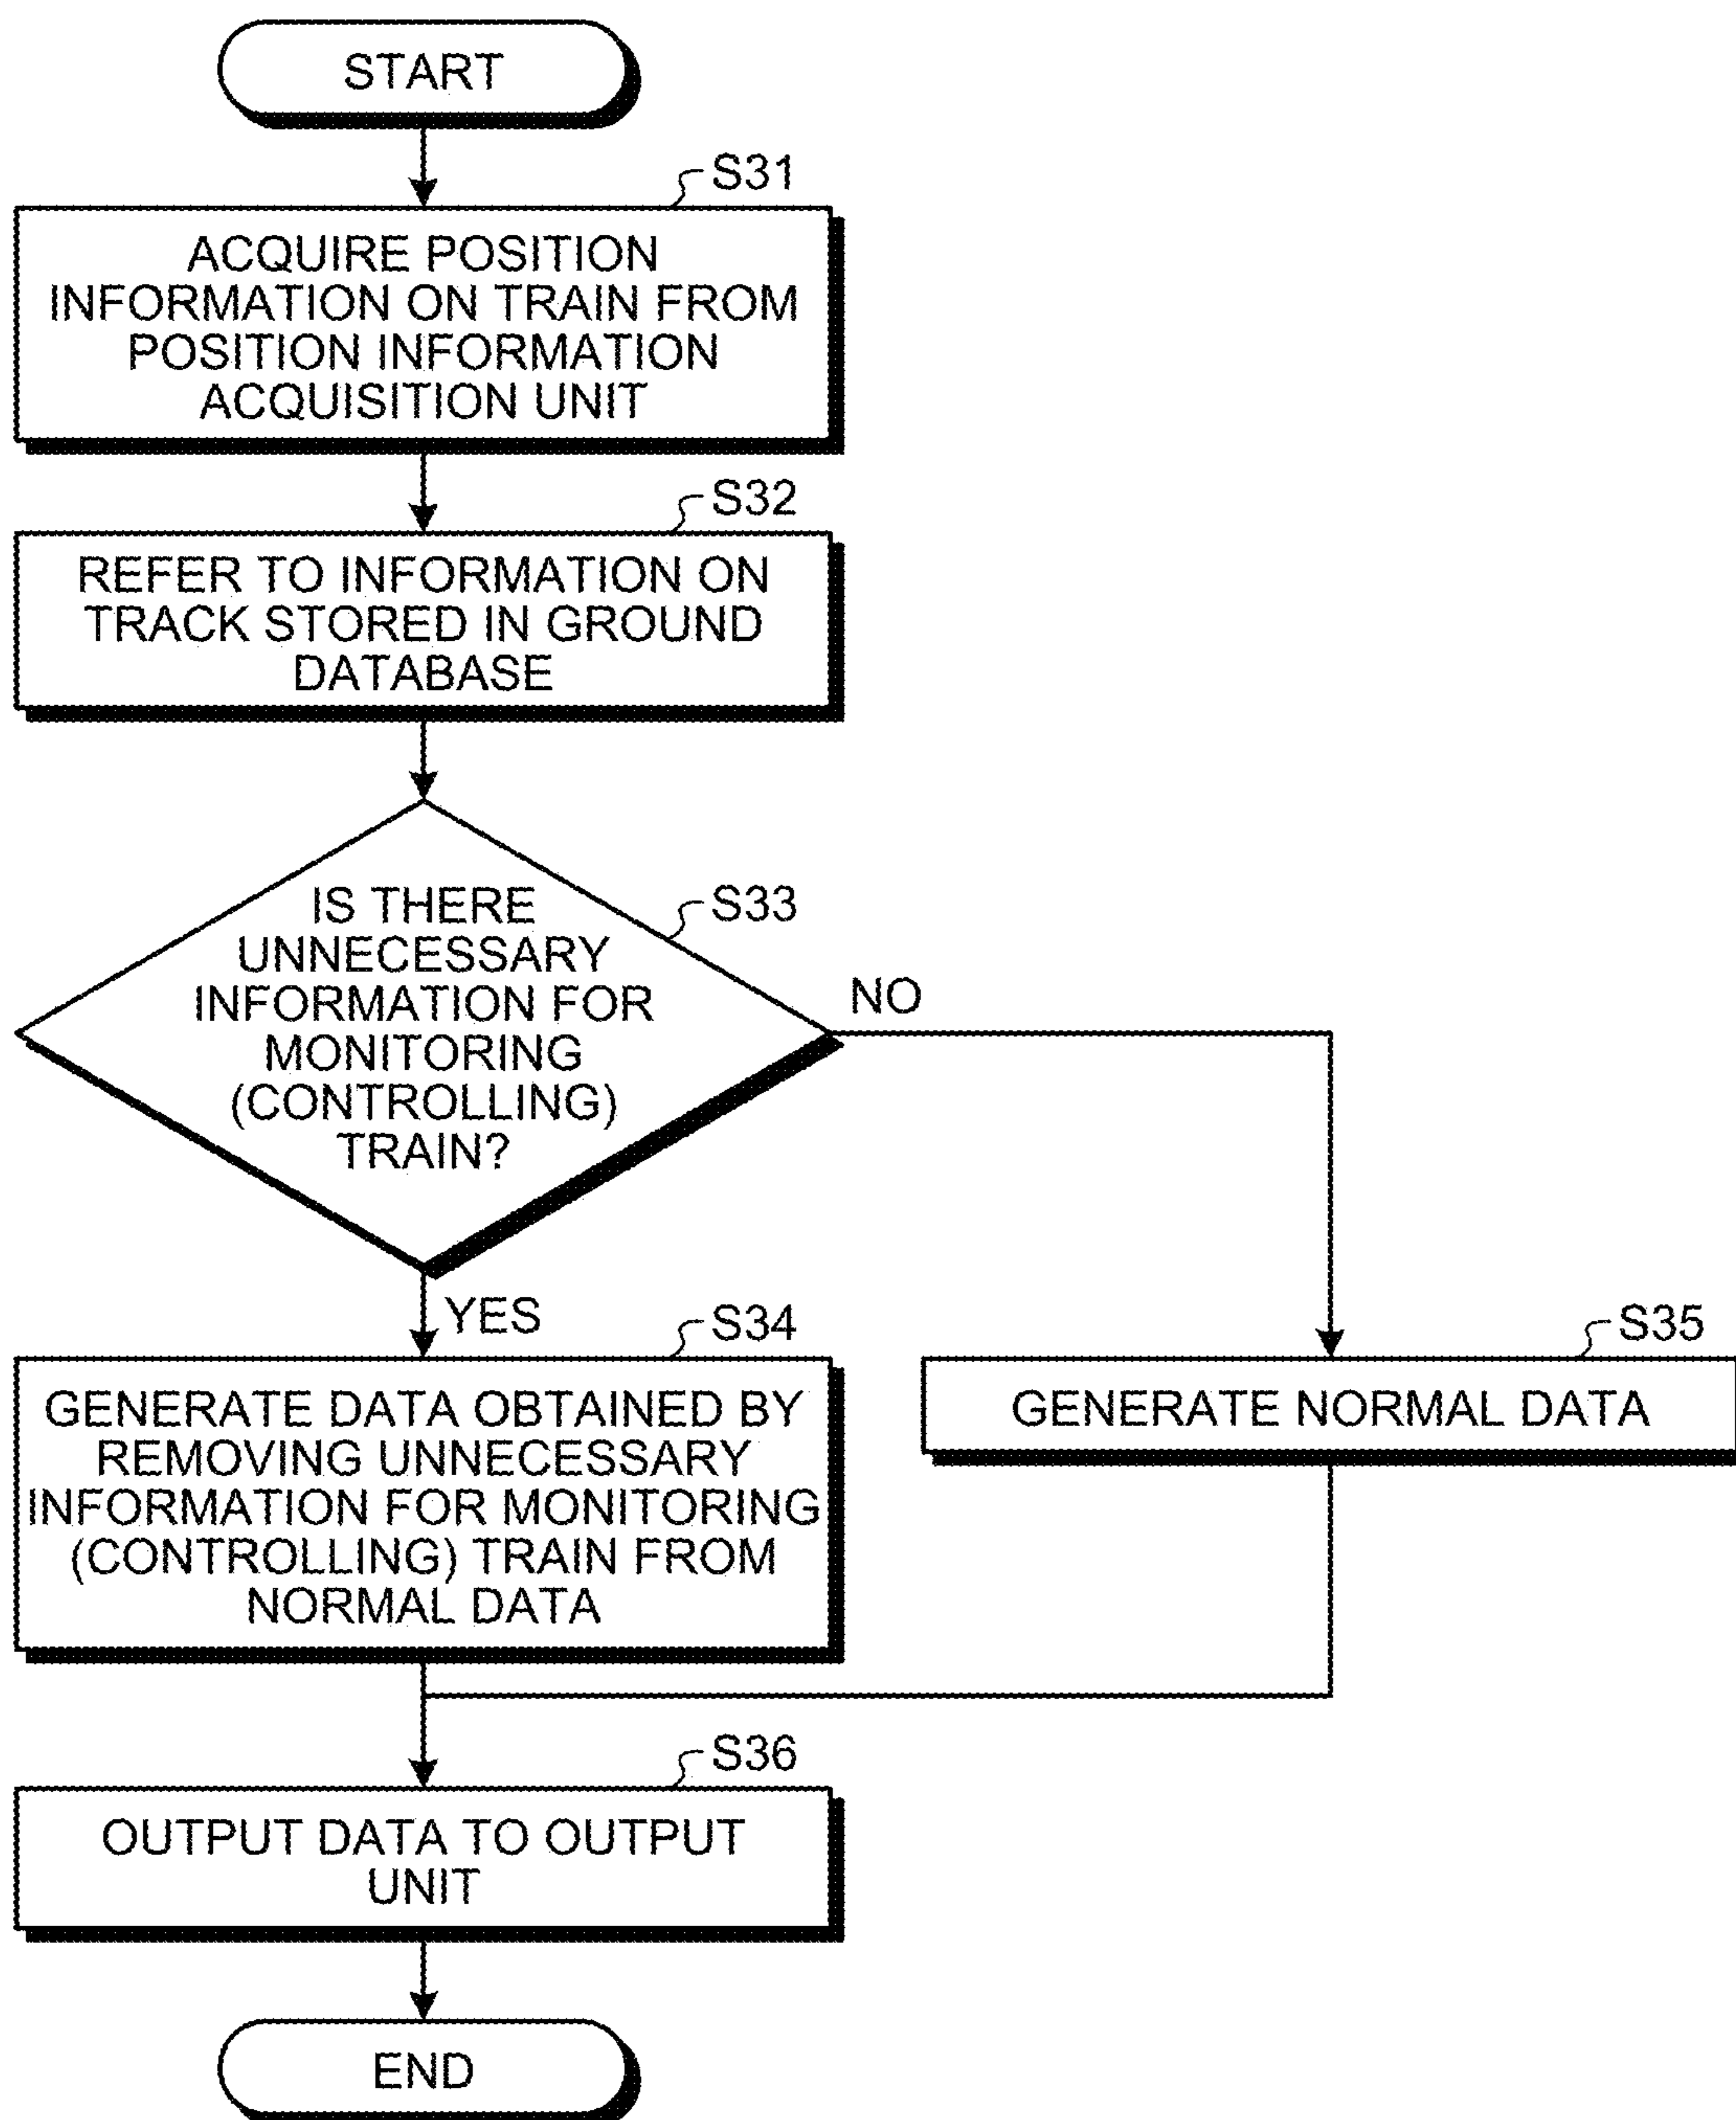 START
S31
ACQUIRE POSITION
INFORMATION ON TRAIN FROM
POSITION INFORMATION
ACQUISITION UNIT
S32
REFER TO INFORMATION ON
TRACK STORED IN GROUND
DATABASE
S33
IS THERE
UNNECESSARY
INFORMATION FOR
MONITORING
(CONTROLLING)
TRAIN?
NO
YES
S34
GENERATE DATA OBTAINED BY
REMOVING UNNECESSARY
INFORMATION FOR MONITORING
(CONTROLLING) TRAIN FROM
NORMAL DATA
S35
GENERATE NORMAL DATA
S36
OUTPUT DATA TO OUTPUT
UNIT
END